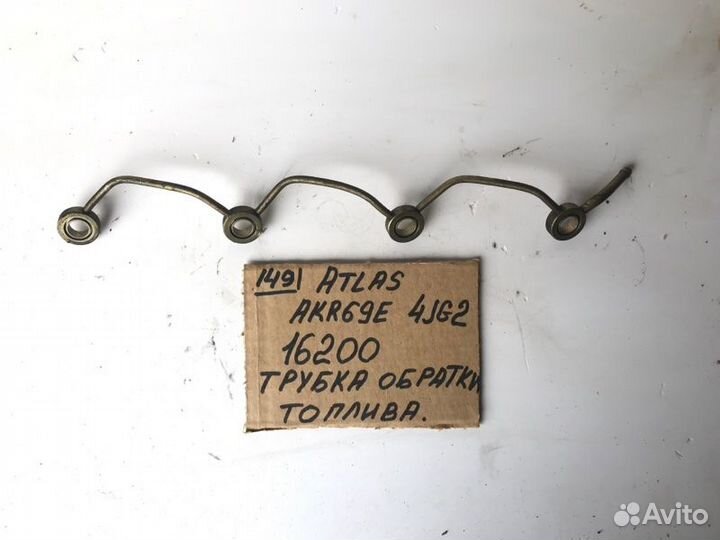 1491 ATLAS
AKR69E 4JG2
16200
ТРУБКА ОБРАТКИ
ТОПЛИВА.
Avito